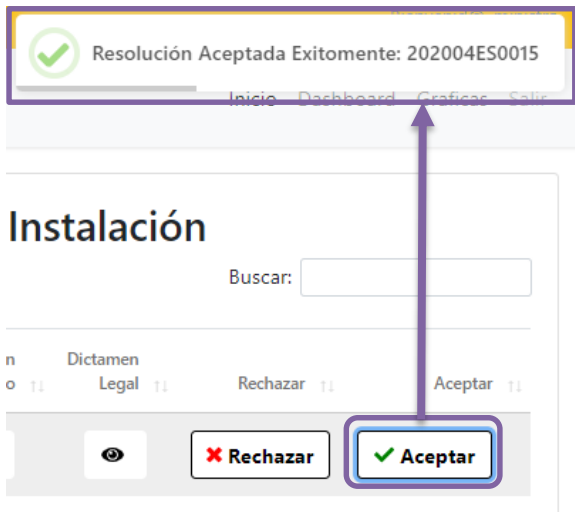 Resolución Aceptada Exitomente: 202004ES0015
Inicio Dashboard Graficas Salir
Instalación
Buscar:
n Dictamen
o Legal Rechazar Aceptar
Rechazar Aceptar